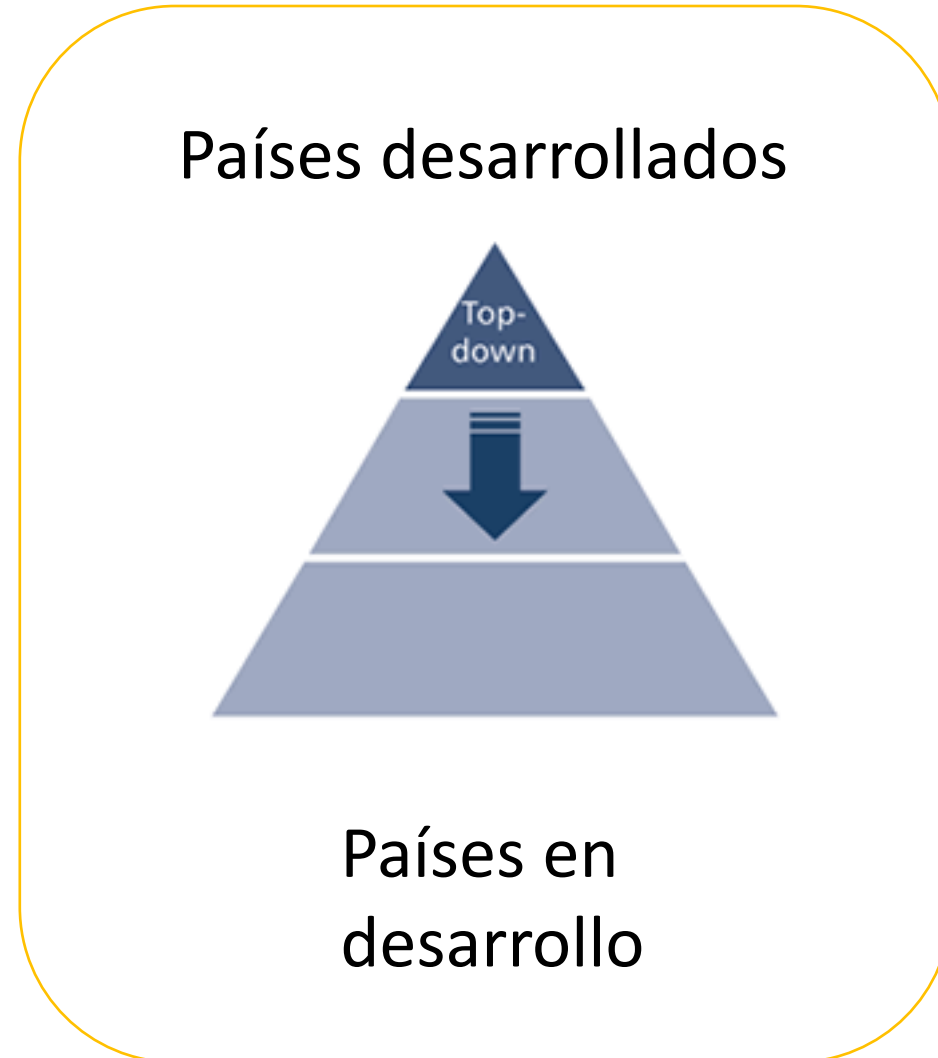 Países desarrollados
Top-
down
Países en
desarrollo